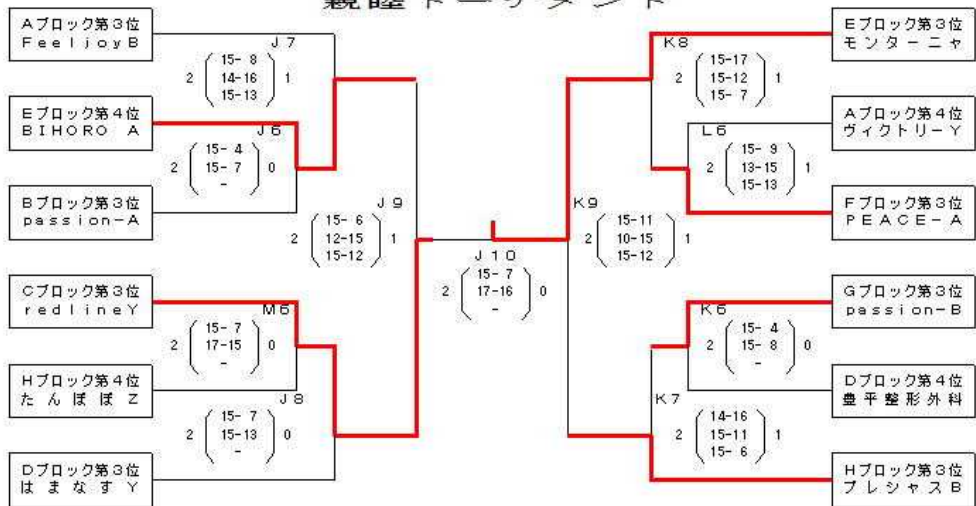 親睦トーナメント
Aブロック第3位
FeeljoyB
J7
2 15- 8 1
14-16
15-13
Eブロック第4位
BIHORO A
J6
2 15- 4 0
15- 7
-
Bブロック第3位
passion-A
J9
2 15- 6 1
12-15
15-12
Cブロック第3位
redlineY
M6
2 15- 7 0
17-15
-
Hブロック第4位
たんぽぽZ
J8
2 15- 7 0
15-13
-
Dブロック第3位
はまなすY
J10
2 15- 7 0
17-16
-
Eブロック第3位
モンターニャ
K8
2 15-17 1
15-12
15- 7
Aブロック第4位
ヴィクトリーY
L6
2 15- 9 1
13-15
15-13
Fブロック第3位
PEACE-A
K9
2 15-11 1
10-15
15-12
Gブロック第3位
passion-B
K6
2 15- 4 0
15- 8
-
Dブロック第4位
豊平整形外科
K7
2 14-16 1
15-11
15- 6
Hブロック第3位
プレシャスB